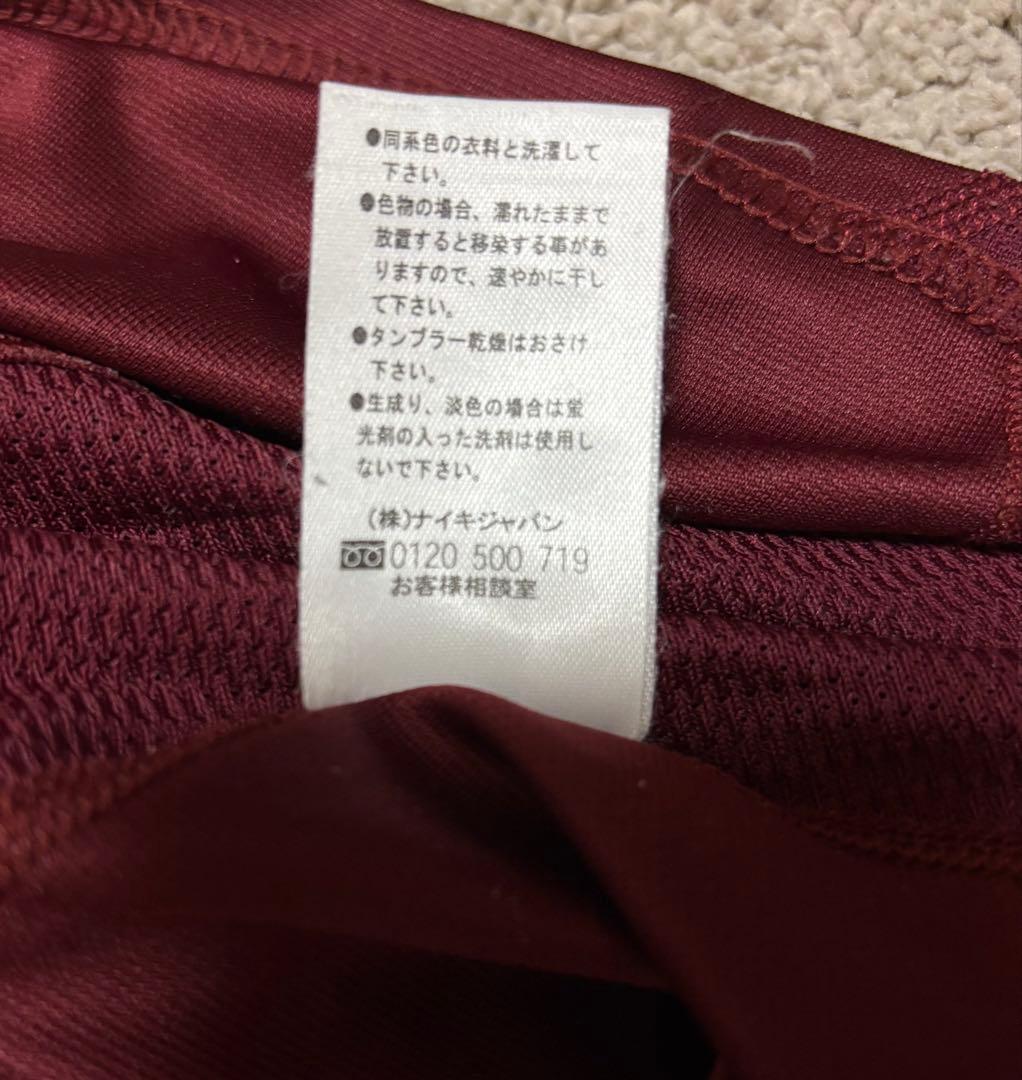 ●同系色の衣料と洗濯して
下さい。
●色物の場合、濡れたままで
放置すると移染する事があ
りますので、速やかに干し
て下さい。
●タンブラー乾燥はおさけ
下さい。
●生成り、淡色の場合は蛍
光剤の入った洗剤は使用し
ないで下さい。
(株)ナイキジャパン
0120 500 719
お客様相談室